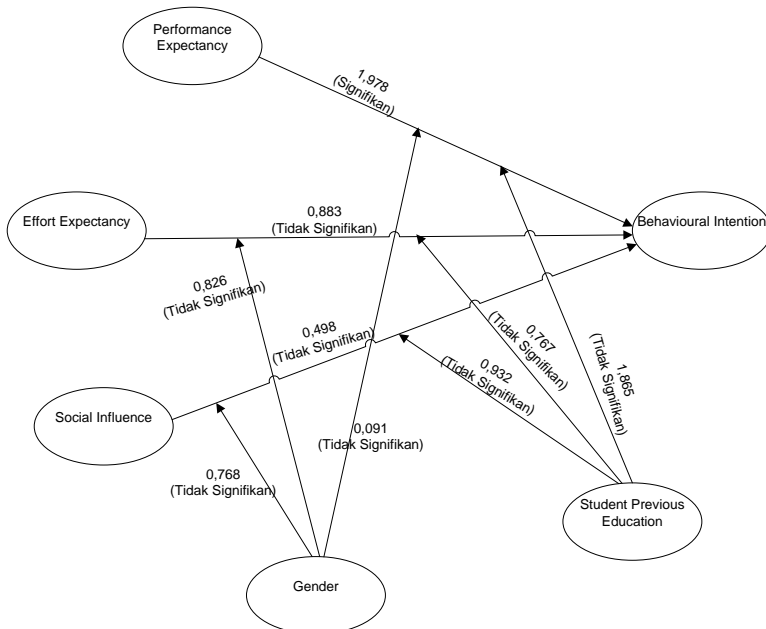 Performance
Expectancy
1,978
(Signifikan)
Effort Expectancy
0,883
(Tidak Signifikan)
Behavioural Intention
0,826
(Tidak Signifikan)
0,498
(Tidak Signifikan)
0,767
(Tidak Signifikan)
0,932
(Tidak Signifikan)
1,865
(Tidak Signifikan)
Social Influence
0,091
(Tidak Signifikan)
0,768
(Tidak Signifikan)
Student Previous
Education
Gender